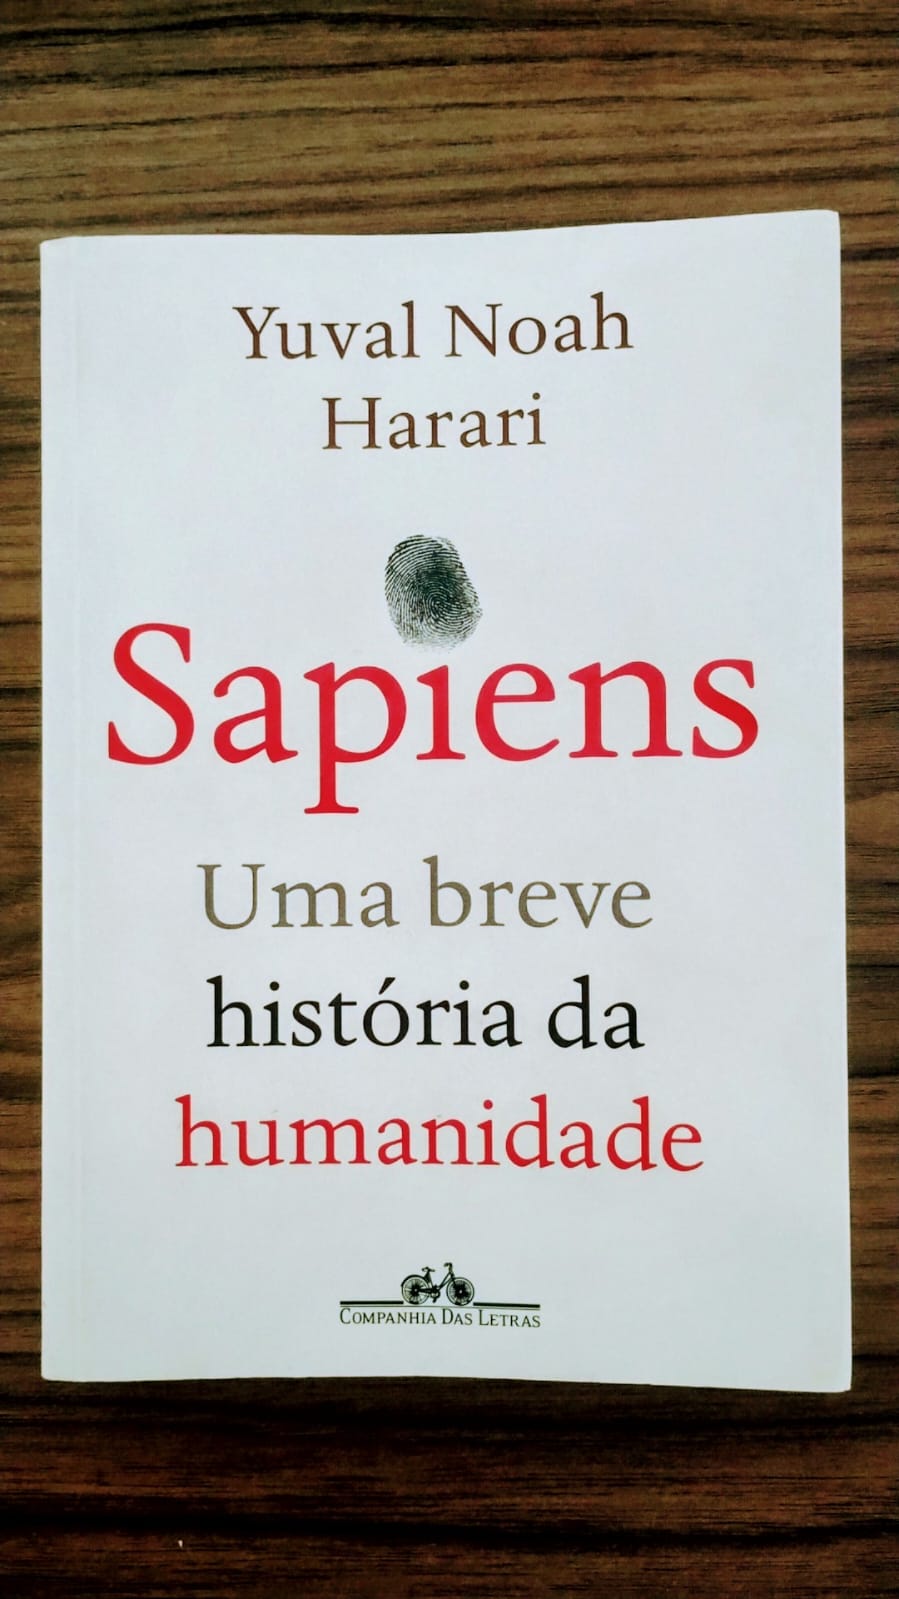 Yuval Noah
Harari
Sapiens
Uma breve
história da
humanidade
COMPANHIA DAS LETRAS